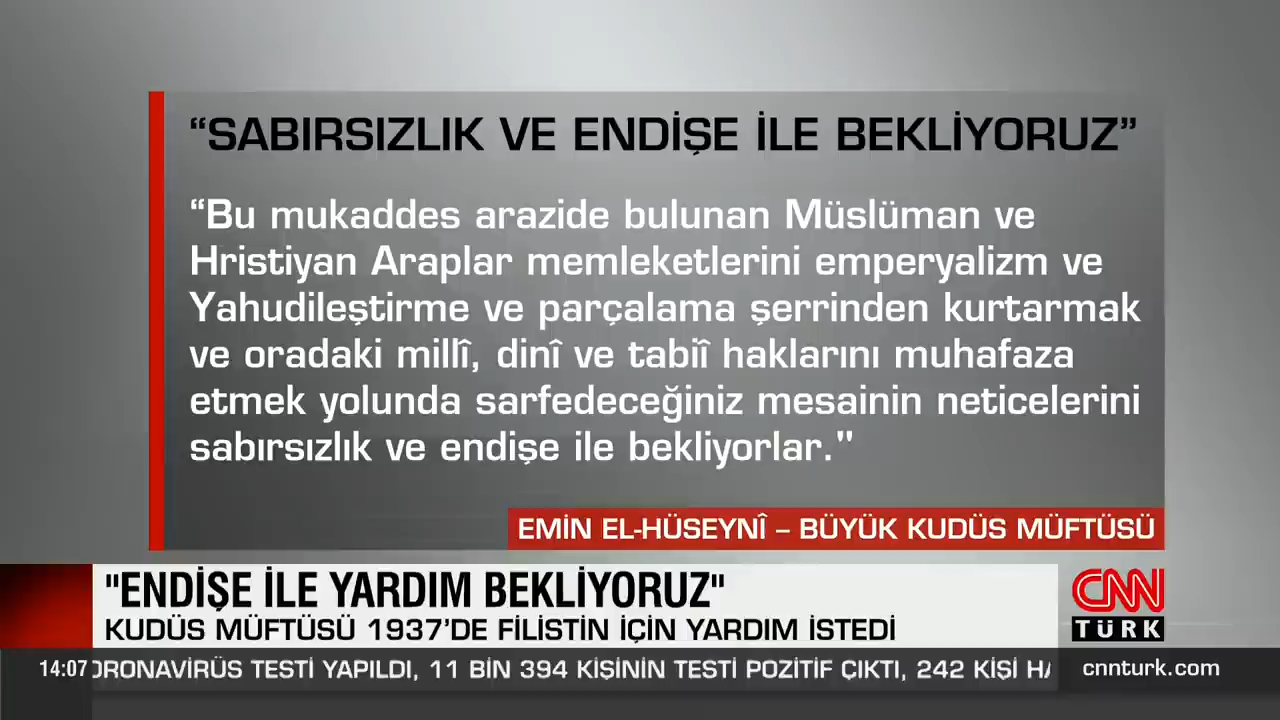 “SABIRSIZLIK VE ENDİŞE İLE BEKLİYORUZ”
“Bu mukaddes arazide bulunan Müslüman ve
Hristiyan Araplar memleketlerini emperyalizm ve
Yahudileştirme ve parçalama şerrinden kurtarmak
ve oradaki millî, dinî ve tabiî haklarını muhafaza
etmek yolunda sarfedeceğiniz mesainin neticelerini
sabırsızlık ve endişe ile bekliyorlar."
EMİN EL-HÜSEYNÎ – BÜYÜK KUDÜS MÜFTÜSÜ
"ENDİŞE İLE YARDIM BEKLİYORUZ"
KUDÜS MÜFTÜSÜ 1937’DE FİLİSTİN İÇİN YARDIM İSTEDİ
CNN
TÜRK
14:07 ORONAVİRÜS TESTİ YAPILDI, 11 BİN 394 KİŞİNİN TESTİ POZİTİF ÇIKTI, 242 KİŞİ HA
cnnturk.com